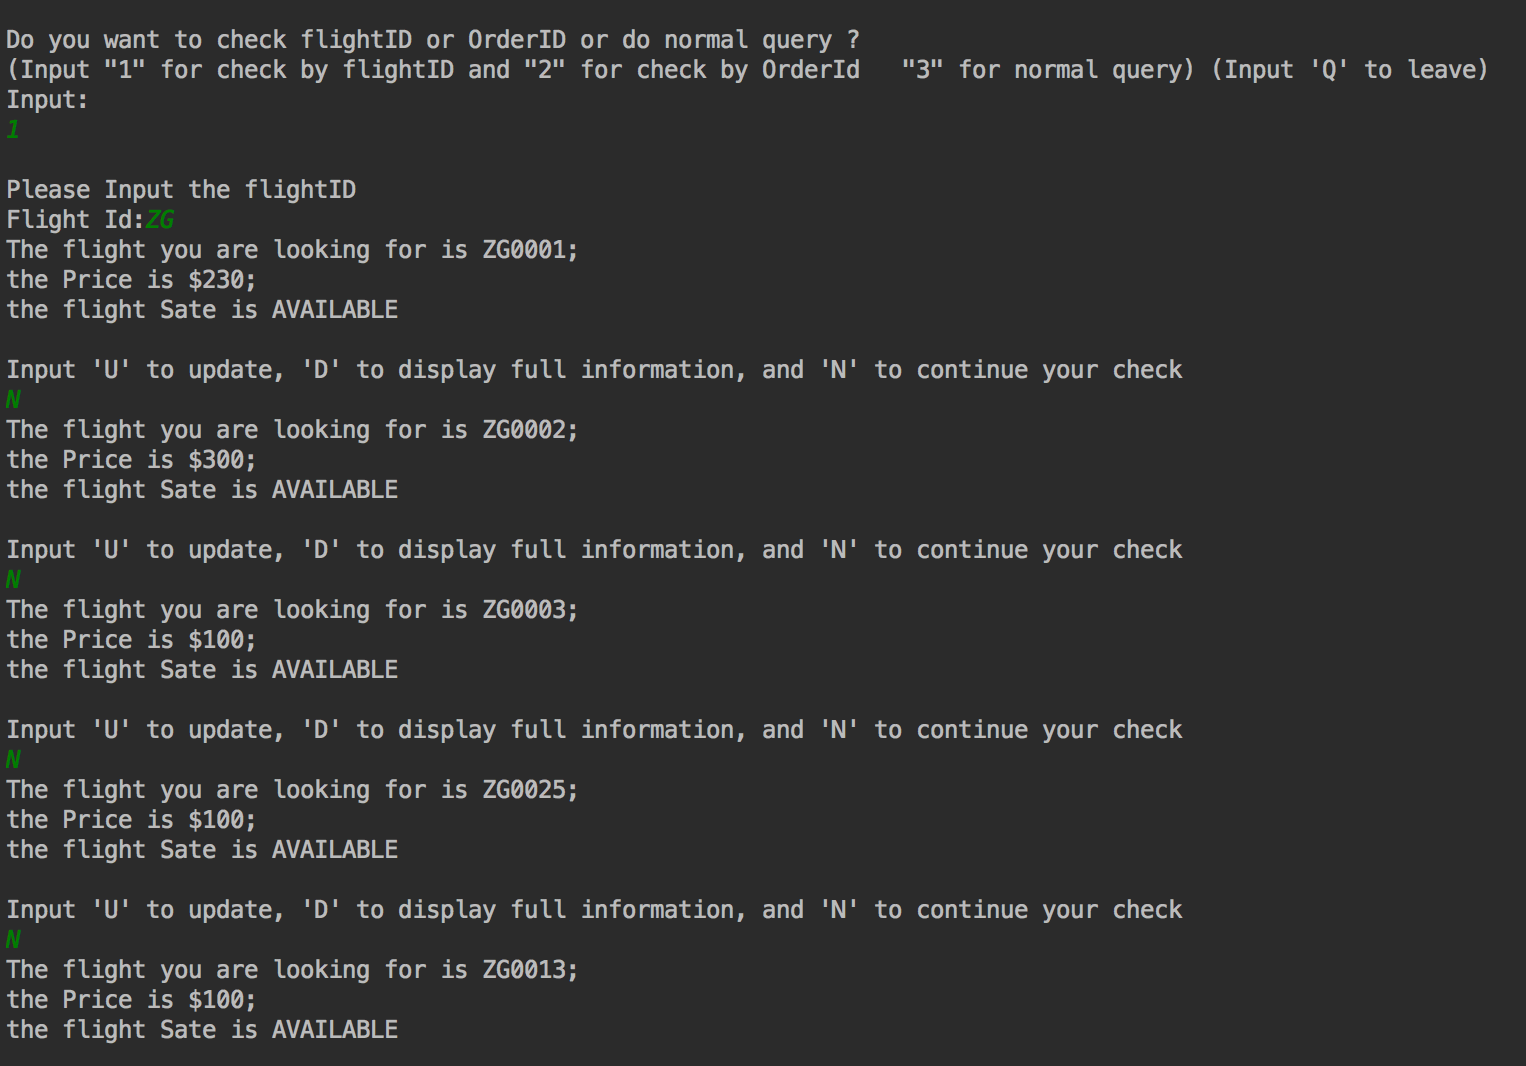 Do you want to check flightID or OrderID or do normal query ?
(Input "1" for check by flightID and "2" for check by OrderId   "3" for normal query) (Input 'Q' to leave)
Input:
1
Please Input the flightID
Flight Id:ZG
The flight you are looking for is ZG0001;
the Price is $230;
the flight Sate is AVAILABLE
Input 'U' to update, 'D' to display full information, and 'N' to continue your check
N
The flight you are looking for is ZG0002;
the Price is $300;
the flight Sate is AVAILABLE
Input 'U' to update, 'D' to display full information, and 'N' to continue your check
N
The flight you are looking for is ZG0003;
the Price is $100;
the flight Sate is AVAILABLE
Input 'U' to update, 'D' to display full information, and 'N' to continue your check
N
The flight you are looking for is ZG0025;
the Price is $100;
the flight Sate is AVAILABLE
Input 'U' to update, 'D' to display full information, and 'N' to continue your check
N
The flight you are looking for is ZG0013;
the Price is $100;
the flight Sate is AVAILABLE